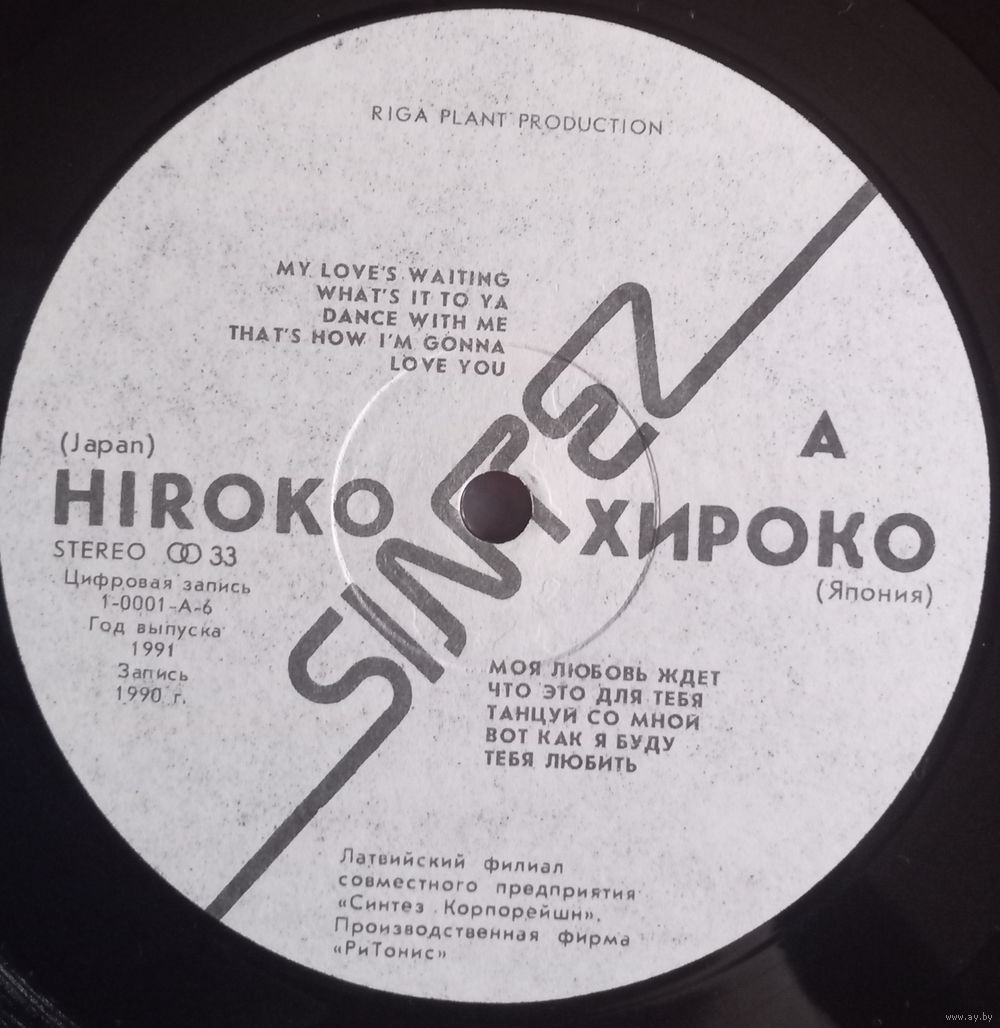 RIGA PLANT PRODUCTION
MY LOVE'S WAITING
WHAT'S IT TO YA
DANCE WITH ME
THAT'S HOW I'M GONNA
LOVE YOU
SINTEZ
A
(Japan)
HIROKO
STEREO 33
Цифровая запись
1-0001-А-6
Год выпуска
1991
Запись
1990 г.
ХИРОКО
(Япония)
МОЯ ЛЮБОВЬ ЖДЕТ
ЧТО ЭТО ДЛЯ ТЕБЯ
ТАНЦУЙ СО МНОЙ
ВОТ КАК Я БУДУ
ТЕБЯ ЛЮБИТЬ
Латвийский филиал
совместного предприятия
«Синтез Корпорейшн».
Производственная фирма
«РиТонис»
www.ay.by